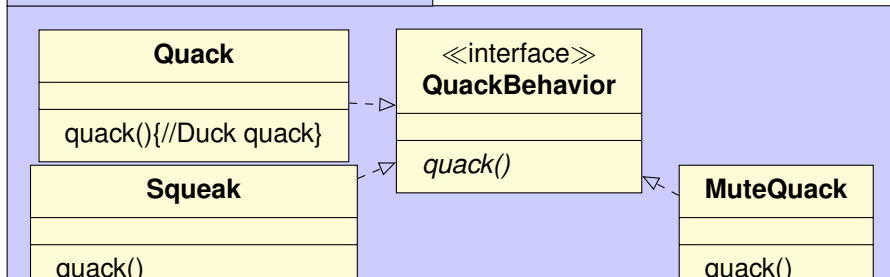 Quack
quack(){//Duck quack}
≪interface≫
QuackBehavior
quack()
Squeak
quack()
MuteQuack
quack()